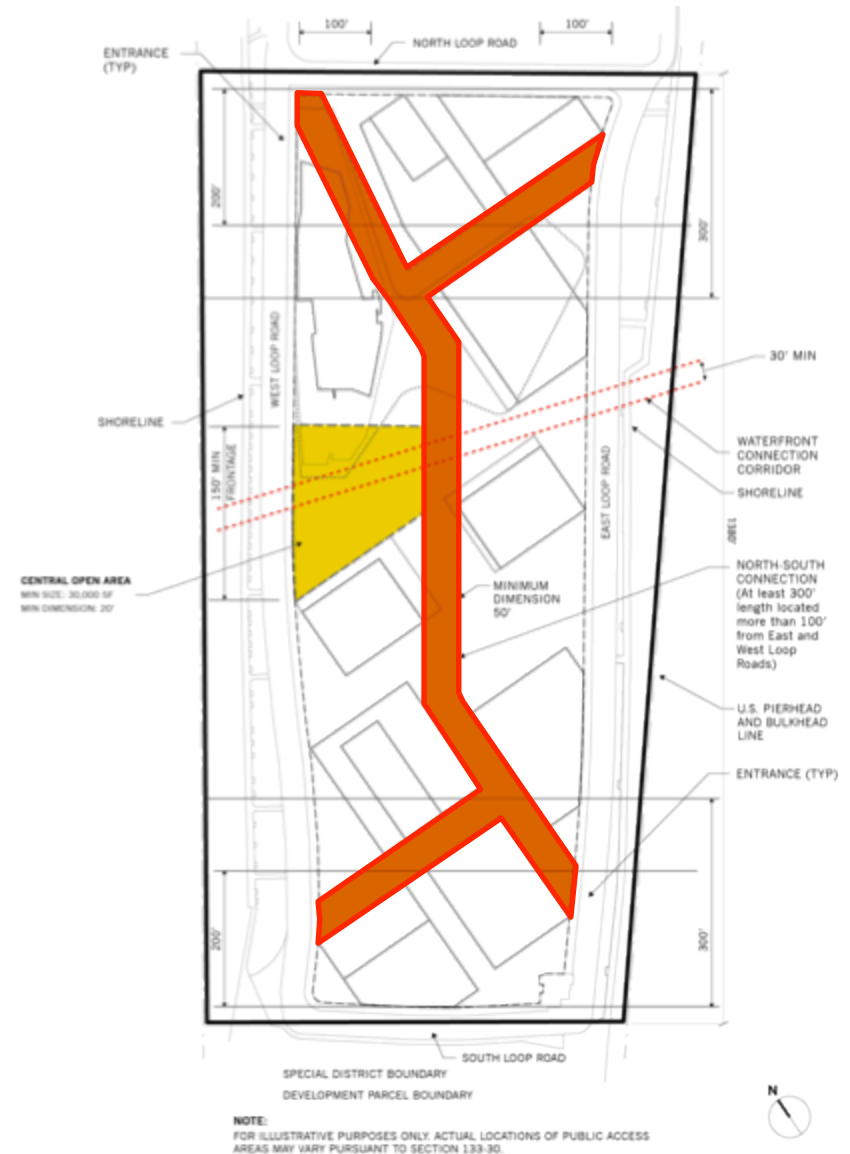 100'
100'
NORTH LOOP ROAD
ENTRANCE
(TYP)
200'
300'
WEST LOOP ROAD
30' MIN
SHORELINE
150' MIN
FRONTAGE
WATERFRONT
CONNECTION
CORRIDOR
SHORELINE
EAST LOOP ROAD
1380'
CENTRAL OPEN AREA
MIN SIZE: 30,000 SF
MIN DIMENSION: 20'
MINIMUM
DIMENSION
50'
NORTH-SOUTH
CONNECTION
(At least 300'
length located
more than 100'
from East and
West Loop
Roads)
U.S. PIERHEAD
AND BULKHEAD
LINE
ENTRANCE (TYP)
200'
300'
SOUTH LOOP ROAD
SPECIAL DISTRICT BOUNDARY
DEVELOPMENT PARCEL BOUNDARY
N
NOTE:
FOR ILLUSTRATIVE PURPOSES ONLY. ACTUAL LOCATIONS OF PUBLIC ACCESS
AREAS MAY VARY PURSUANT TO SECTION 133-30.